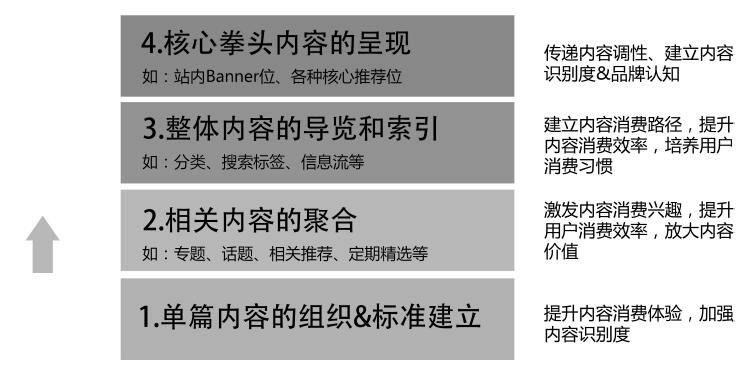 4.核心拳头内容的呈现
如：站内Banner位、各种核心推荐位
传递内容调性、建立内容
识别度&品牌认知
3.整体内容的导览和索引
如：分类、搜索标签、信息流等
建立内容消费路径，提升
内容消费效率，培养用户
消费习惯
2.相关内容的聚合
如：专题、话题、相关推荐、定期精选等
激发内容消费兴趣，提升
用户消费效率，放大内容
价值
1.单篇内容的组织&标准建立
提升内容消费体验，加强
内容识别度